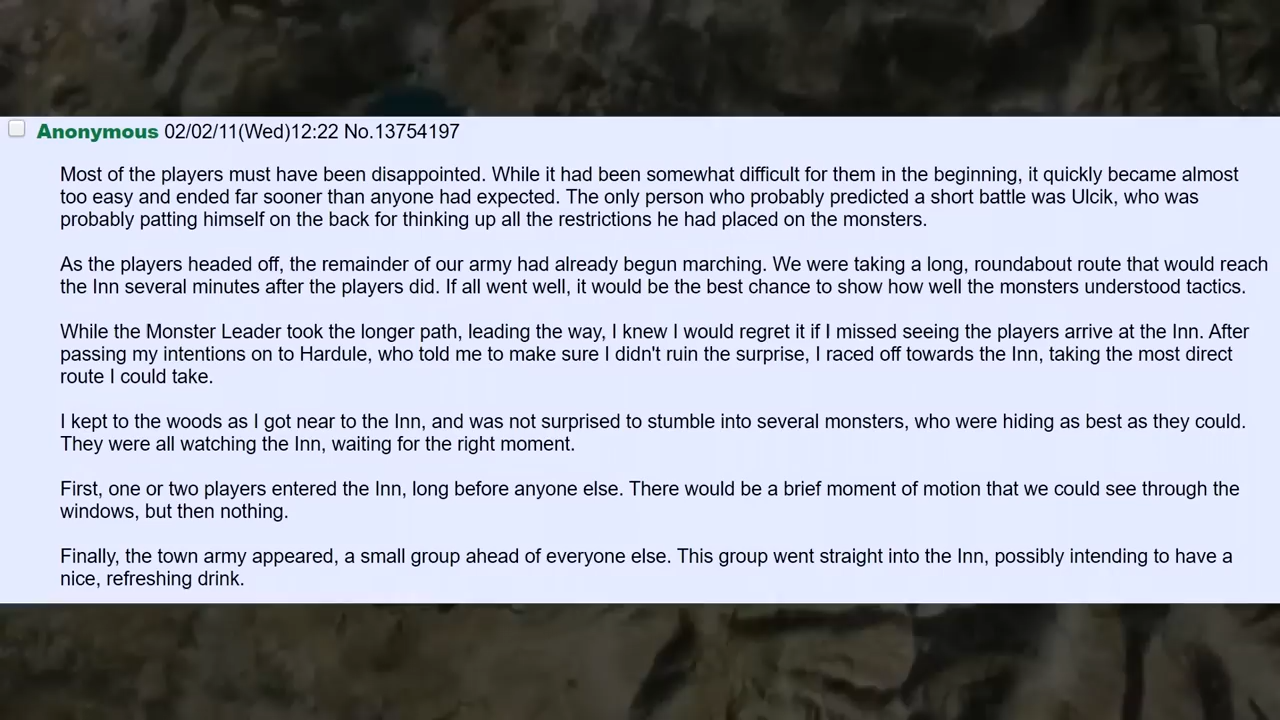 Anonymous 02/02/11(Wed)12:22 No.13754197
Most of the players must have been disappointed. While it had been somewhat difficult for them in the beginning, it quickly became almost
too easy and ended far sooner than anyone had expected. The only person who probably predicted a short battle was Ulcik, who was
probably patting himself on the back for thinking up all the restrictions he had placed on the monsters.
As the players headed off, the remainder of our army had already begun marching. We were taking a long, roundabout route that would reach
the Inn several minutes after the players did. If all went well, it would be the best chance to show how well the monsters understood tactics.
While the Monster Leader took the longer path, leading the way, I knew I would regret it if I missed seeing the players arrive at the Inn. After
passing my intentions on to Hardule, who told me to make sure I didn't ruin the surprise, I raced off towards the Inn, taking the most direct
route I could take.
I kept to the woods as I got near to the Inn, and was not surprised to stumble into several monsters, who were hiding as best as they could.
They were all watching the Inn, waiting for the right moment.
First, one or two players entered the Inn, long before anyone else. There would be a brief moment of motion that we could see through the
windows, but then nothing.
Finally, the town army appeared, a small group ahead of everyone else. This group went straight into the Inn, possibly intending to have a
nice, refreshing drink.